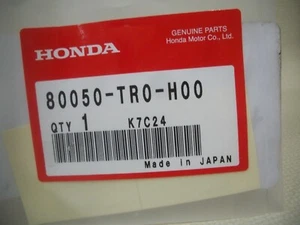 GENUINE PARTS
HONDA
Honda Motor Co., Ltd.
80050-TR0-H00
QTY 1 K7C24
Made in JAPAN